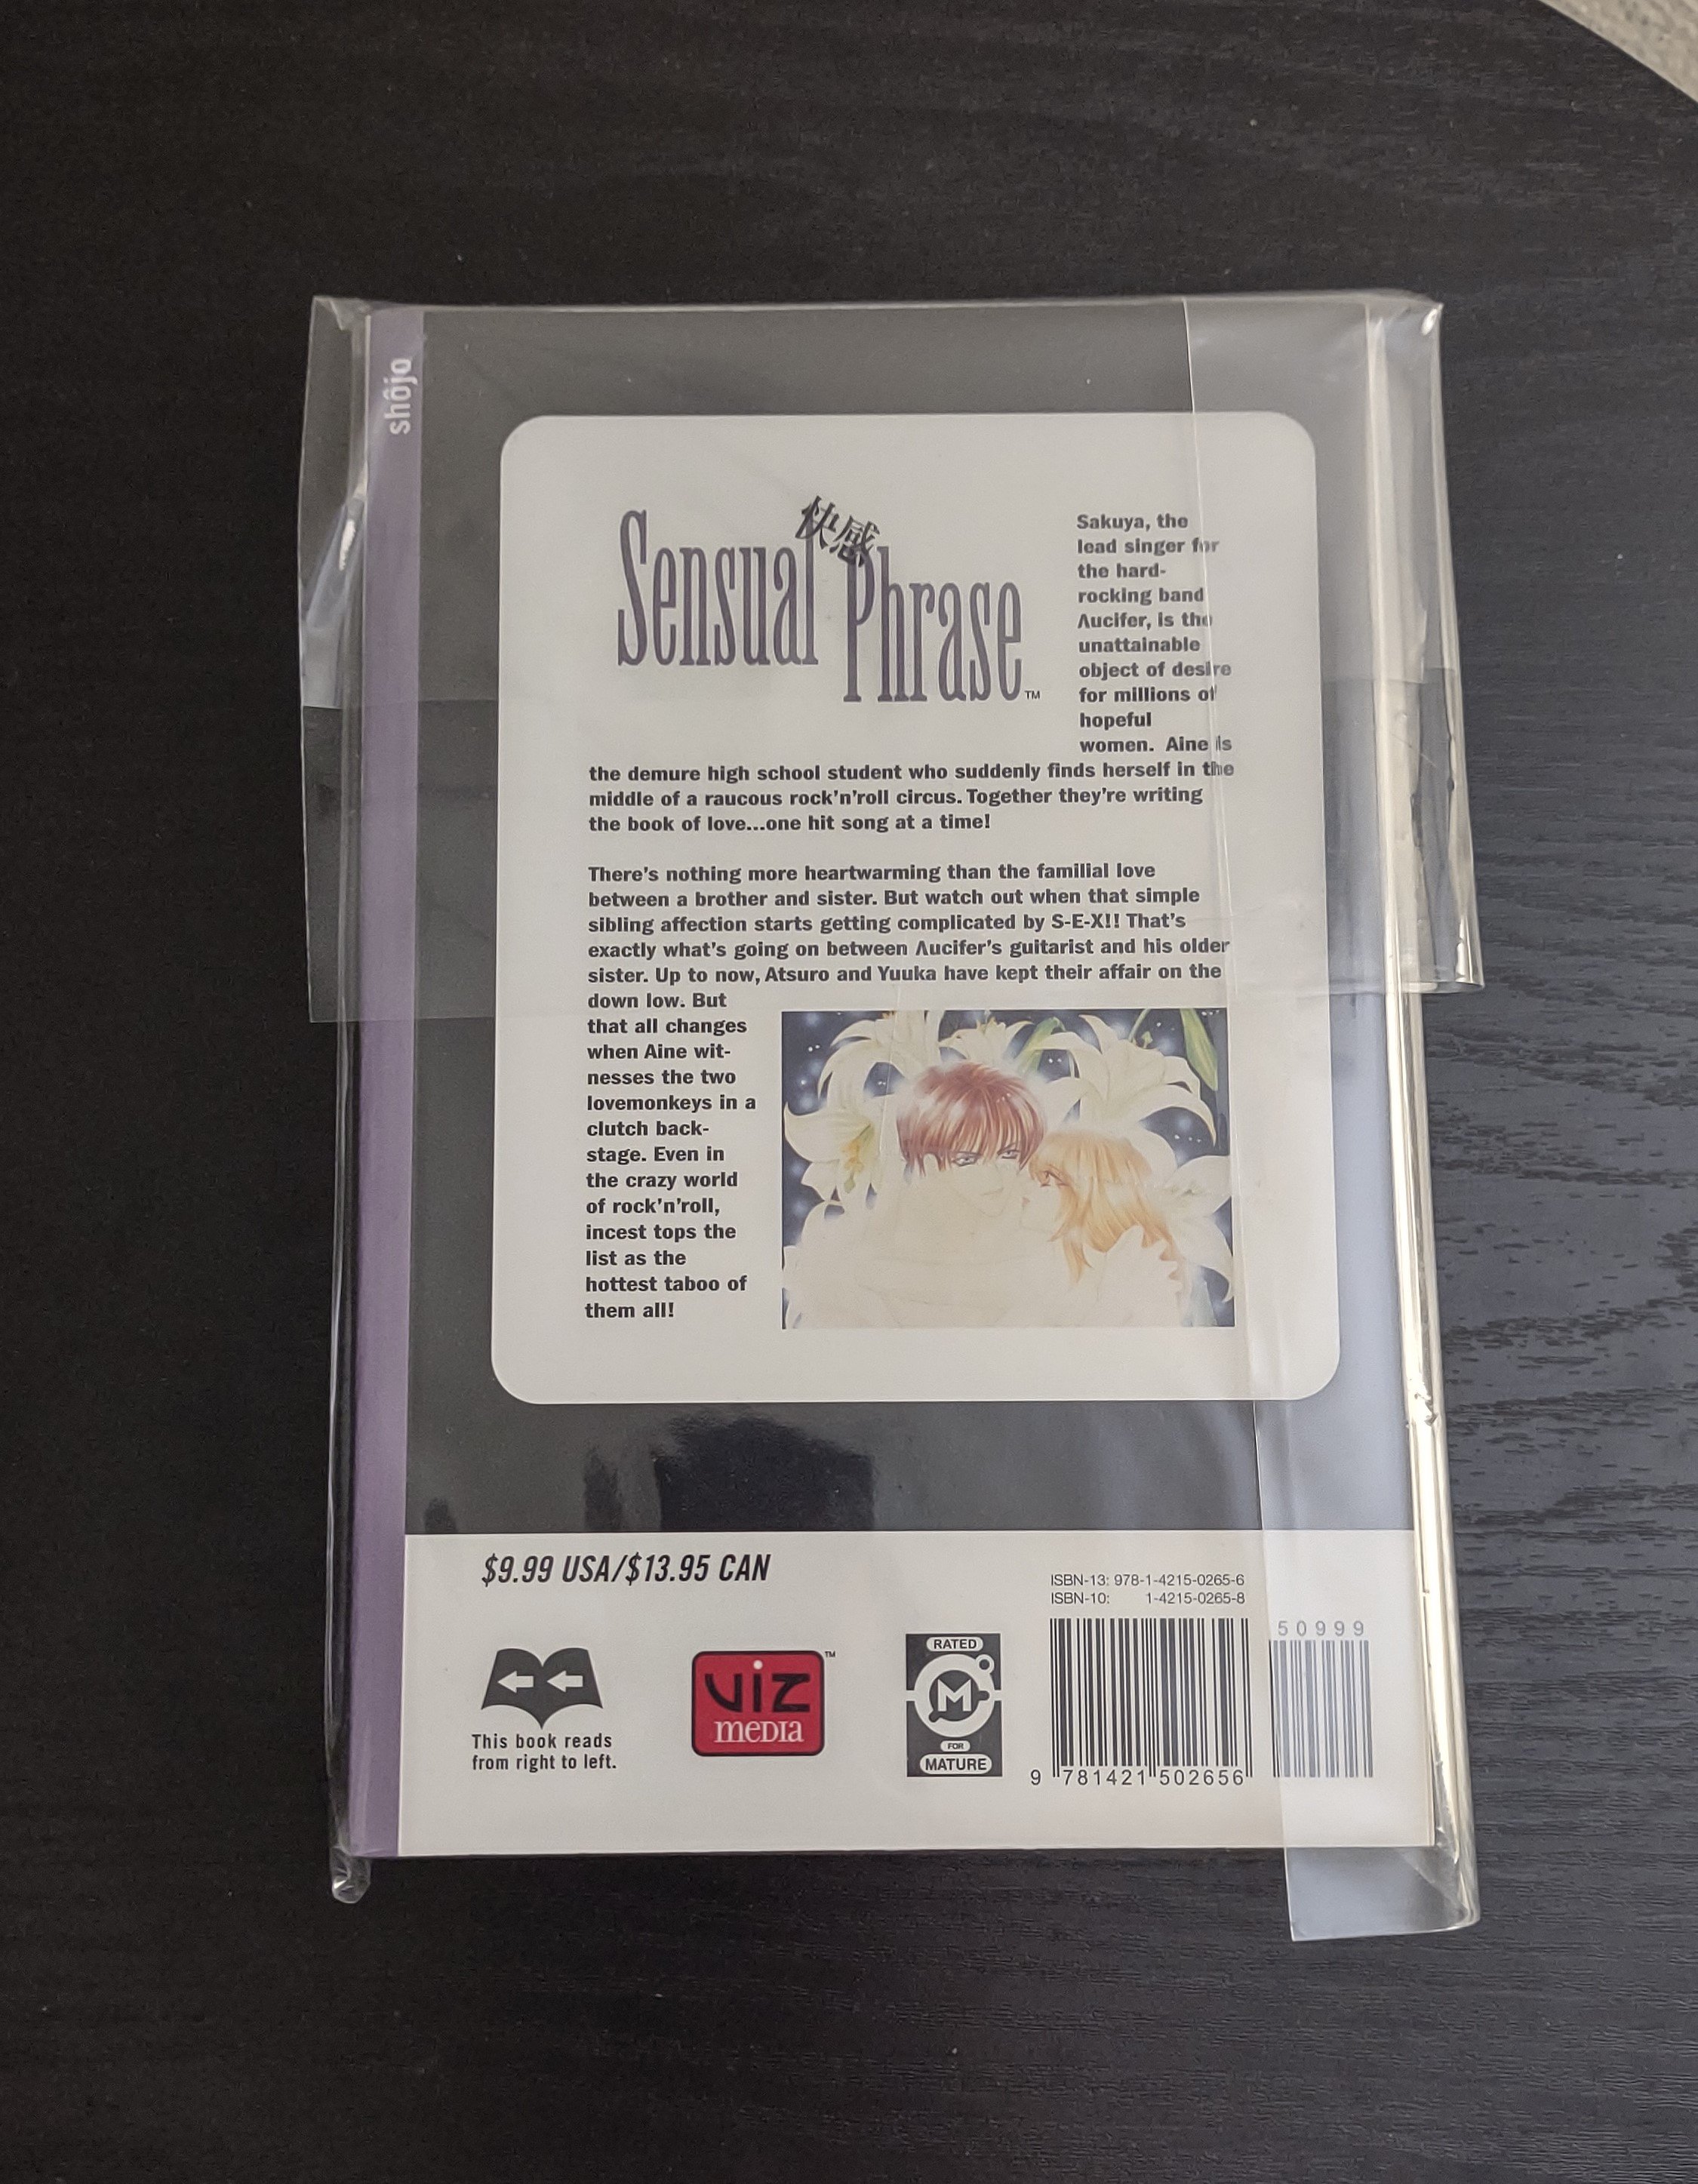 shôjo
快感
Sensual Phrase™
Sakuya, the
lead singer for
the hard-
rocking band
Λucifer, is the
unattainable
object of desire
for millions of
hopeful
women. Aine is
the demure high school student who suddenly finds herself in the
middle of a raucous rock'n'roll circus. Together they're writing
the book of love...one hit song at a time!
There's nothing more heartwarming than the familial love
between a brother and sister. But watch out when that simple
sibling affection starts getting complicated by S-E-X!! That's
exactly what's going on between Λucifer's guitarist and his older
sister. Up to now, Atsuro and Yuuka have kept their affair on the
down low. But
that all changes
when Aine wit-
nesses the two
lovemonkeys in a
clutch back-
stage. Even in
the crazy world
of rock'n'roll,
incest tops the
list as the
hottest taboo of
them all!
$9.99 USA/$13.95 CAN
This book reads
from right to left.
VIZ
MEDIA
™
RATED
M
FOR
MATURE
ISBN-13: 978-1-4215-0265-6
ISBN-10: 1-4215-0265-8
50999
9 781421 502656